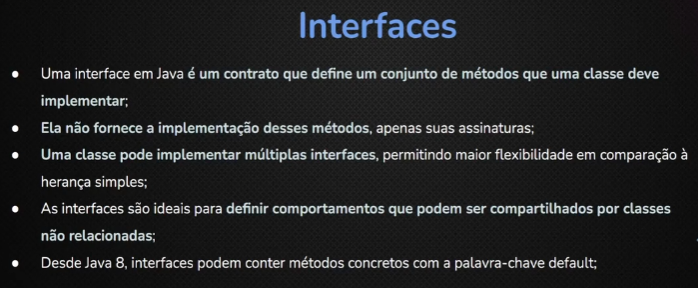 Interfaces
● Uma interface em Java é um contrato que define um conjunto de métodos que uma classe deve
implementar;
● Ela não fornece a implementação desses métodos, apenas suas assinaturas;
● Uma classe pode implementar múltiplas interfaces, permitindo maior flexibilidade em comparação à
herança simples;
● As interfaces são ideais para definir comportamentos que podem ser compartilhados por classes
não relacionadas;
● Desde Java 8, interfaces podem conter métodos concretos com a palavra-chave default;